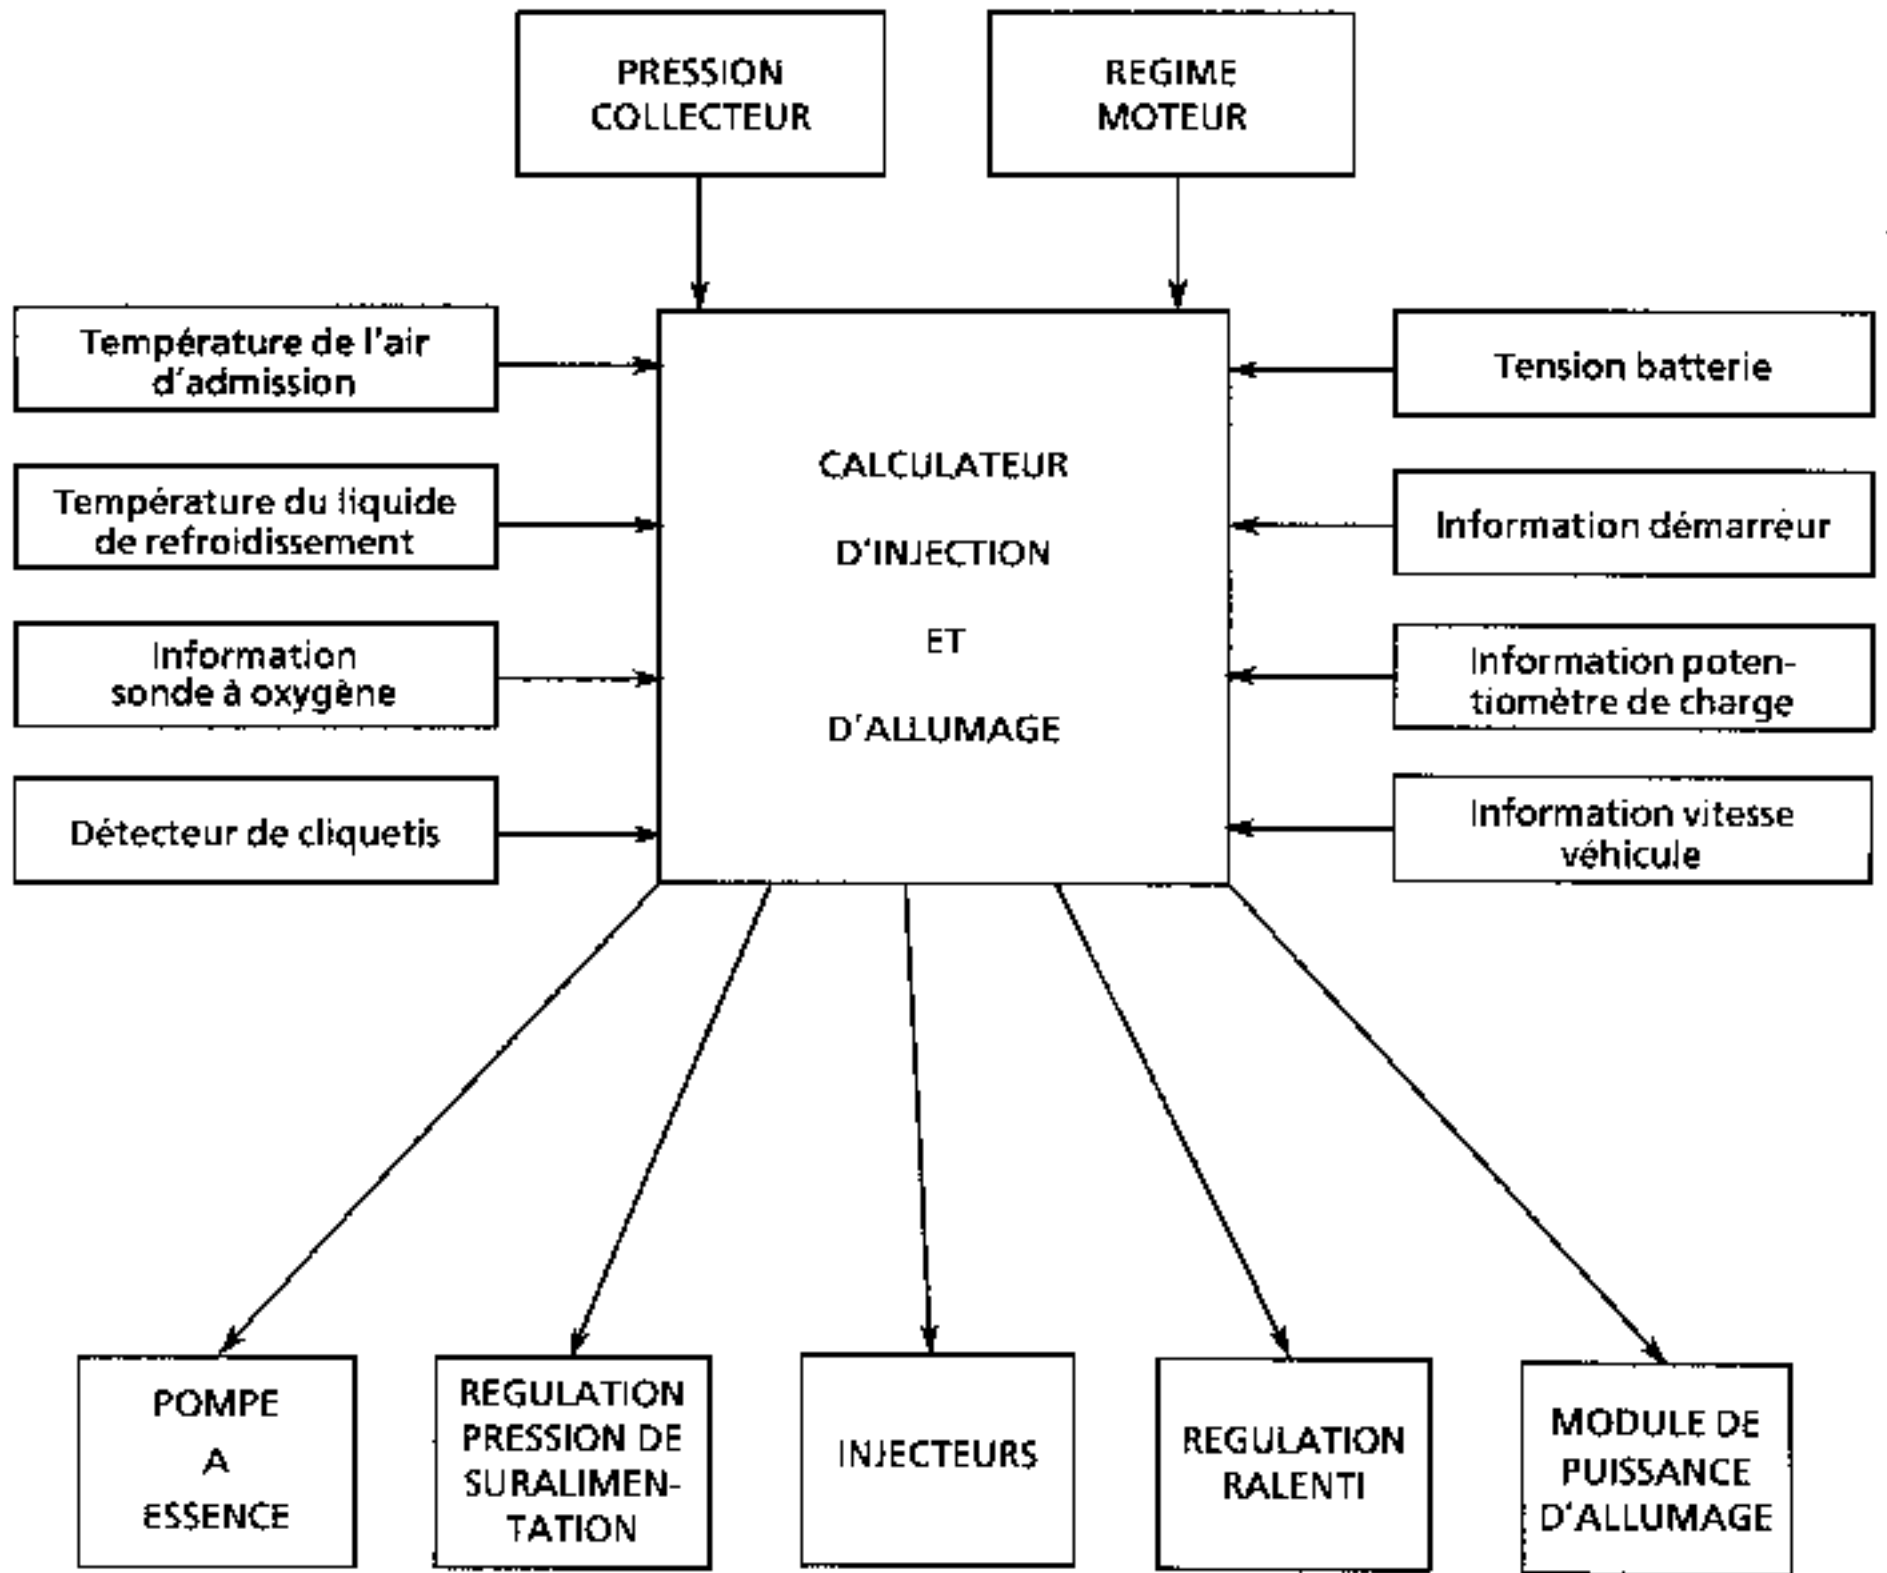 PRESSION
COLLECTEUR
REGIME
MOTEUR
Température de l'air
d'admission
Température du liquide
de refroidissement
Information
sonde à oxygène
Détecteur de cliquetis
CALCULATEUR
D'INJECTION
ET
D'ALLUMAGE
Tension batterie
Information démarreur
Information poten-
tiomètre de charge
Information vitesse
véhicule
POMPE
A
ESSENCE
REGULATION
PRESSION DE
SURALIMEN-
TATION
INJECTEURS
REGULATION
RALENTI
MODULE DE
PUISSANCE
D'ALLUMAGE